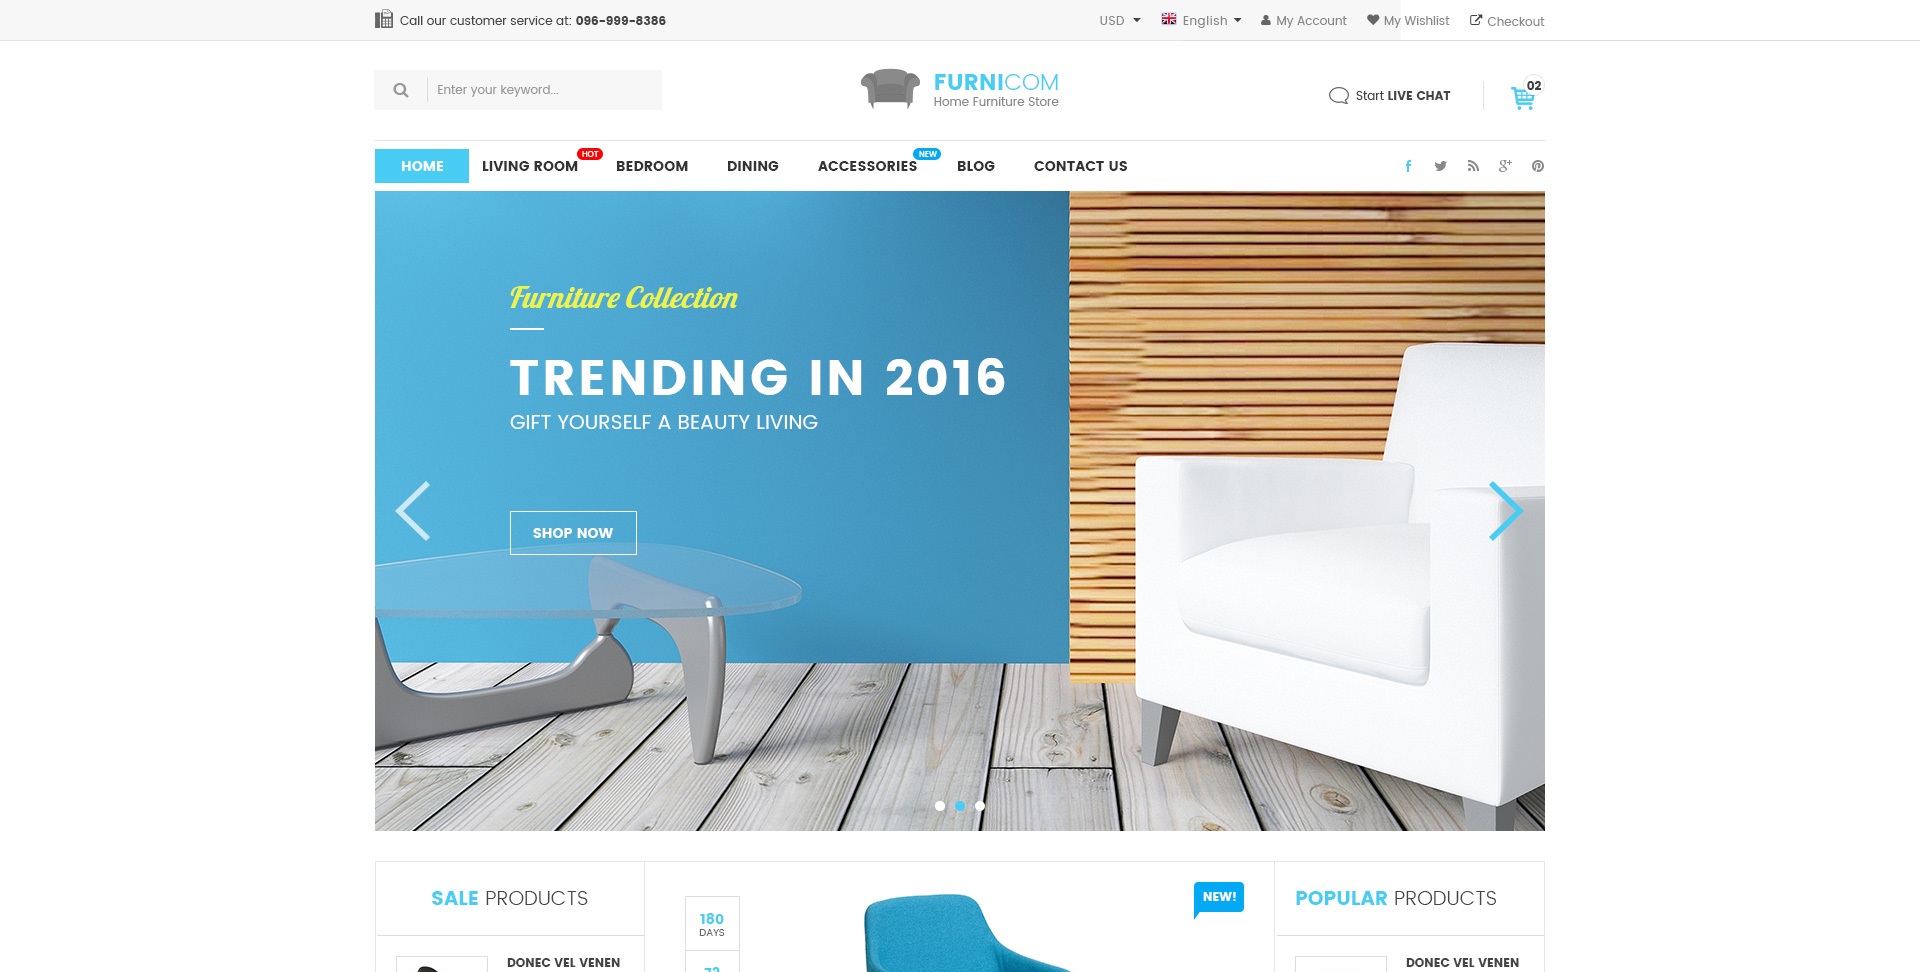 Call our customer service at: 096-999-8386
USD English My Account My Wishlist Checkout
Enter your keyword...
FURNICOM
Home Furniture Store
Start LIVE CHAT
02
HOME LIVING ROOM HOT BEDROOM DINING ACCESSORIES NEW BLOG CONTACT US
Furniture Collection
TRENDING IN 2016
GIFT YOURSELF A BEAUTY LIVING
SHOP NOW
SALE PRODUCTS
180
DAYS
NEW!
POPULAR PRODUCTS
DONEC VEL VENEN
DONEC VEL VENEN